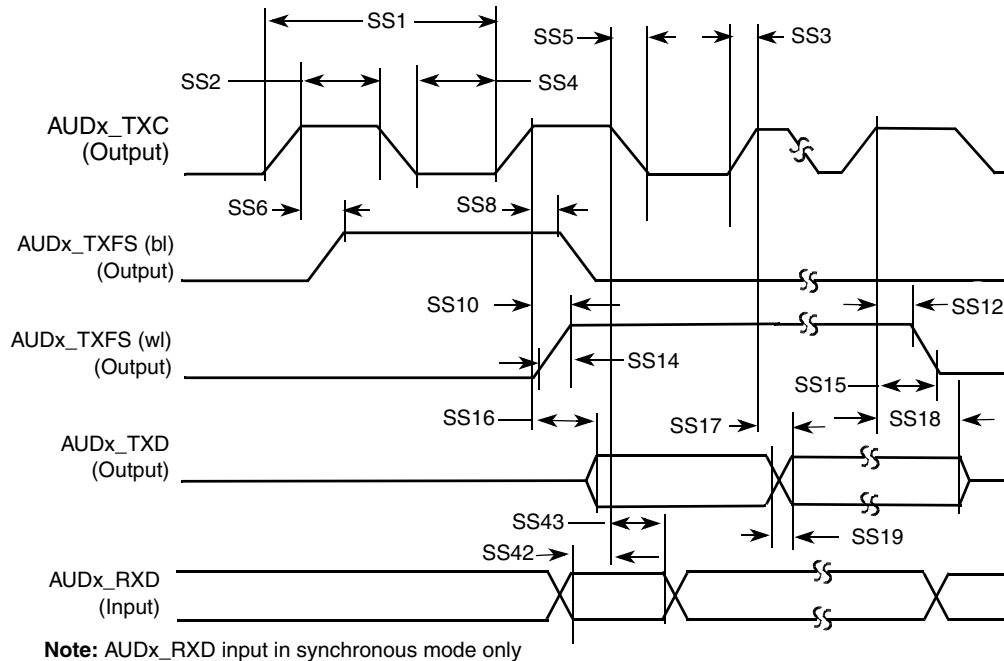 SS1
SS5
SS3
SS2
SS4
AUDx_TXC
(Output)
SS6
SS8
AUDx_TXFS (bl)
(Output)
SS10
SS12
AUDx_TXFS (wl)
(Output)
SS14
SS15
SS16
SS17
SS18
AUDx_TXD
(Output)
SS43
SS19
SS42
AUDx_RXD
(Input)
Note: AUDx_RXD input in synchronous mode only